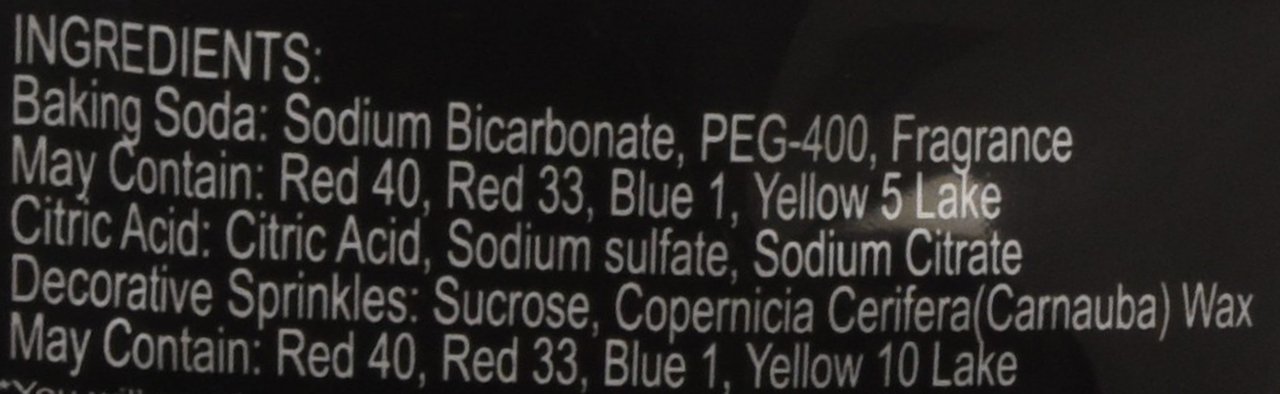 INGREDIENTS:
Baking Soda: Sodium Bicarbonate, PEG-400, Fragrance
May Contain: Red 40, Red 33, Blue 1, Yellow 5 Lake
Citric Acid: Citric Acid, Sodium sulfate, Sodium Citrate
Decorative Sprinkles: Sucrose, Copernicia Cerifera(Carnauba) Wax
May Contain: Red 40, Red 33, Blue 1, Yellow 10 Lake